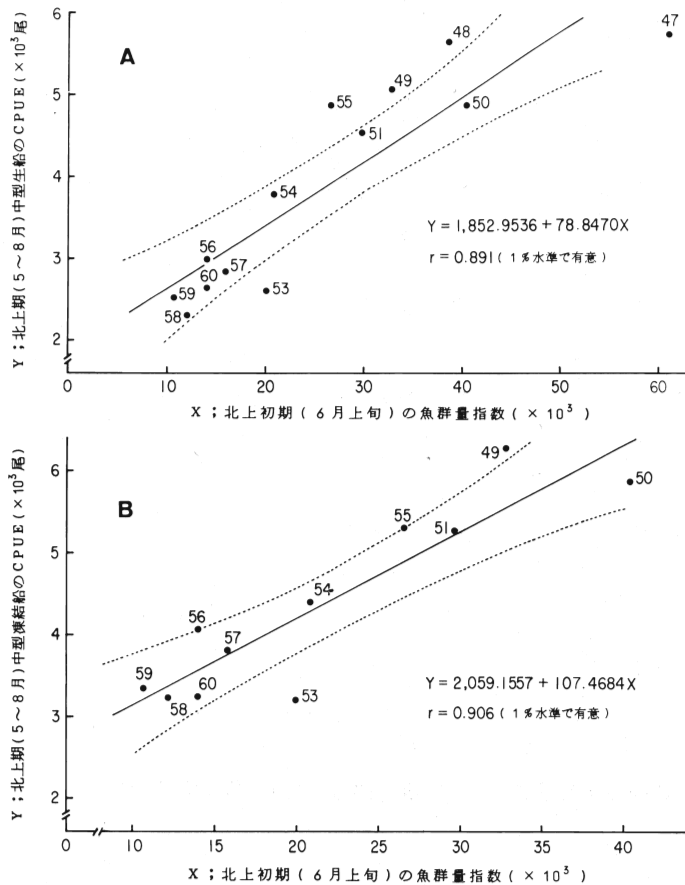 A
Y;北上期(5~8月)中型生船のCPUE(×10³尾)
6
5
4
3
2
47
48
49
50
55
51
54
56
57
60
53
59
58
Y=1,852.9536+78.8470X
r=0.891(1%水準で有意)
0 10 20 30 40 50 60
X;北上初期(6月上旬)の魚群量指数(×10³)
B
Y;北上期(5~8月)中型凍結船のCPUE(×10³尾)
6
5
4
3
2
49
50
55
51
54
56
57
59
60
58
53
Y=2,059.1557+107.4684X
r=0.906(1%水準で有意)
0 10 15 20 25 30 35 40
X;北上初期(6月上旬)の魚群量指数(×10³)